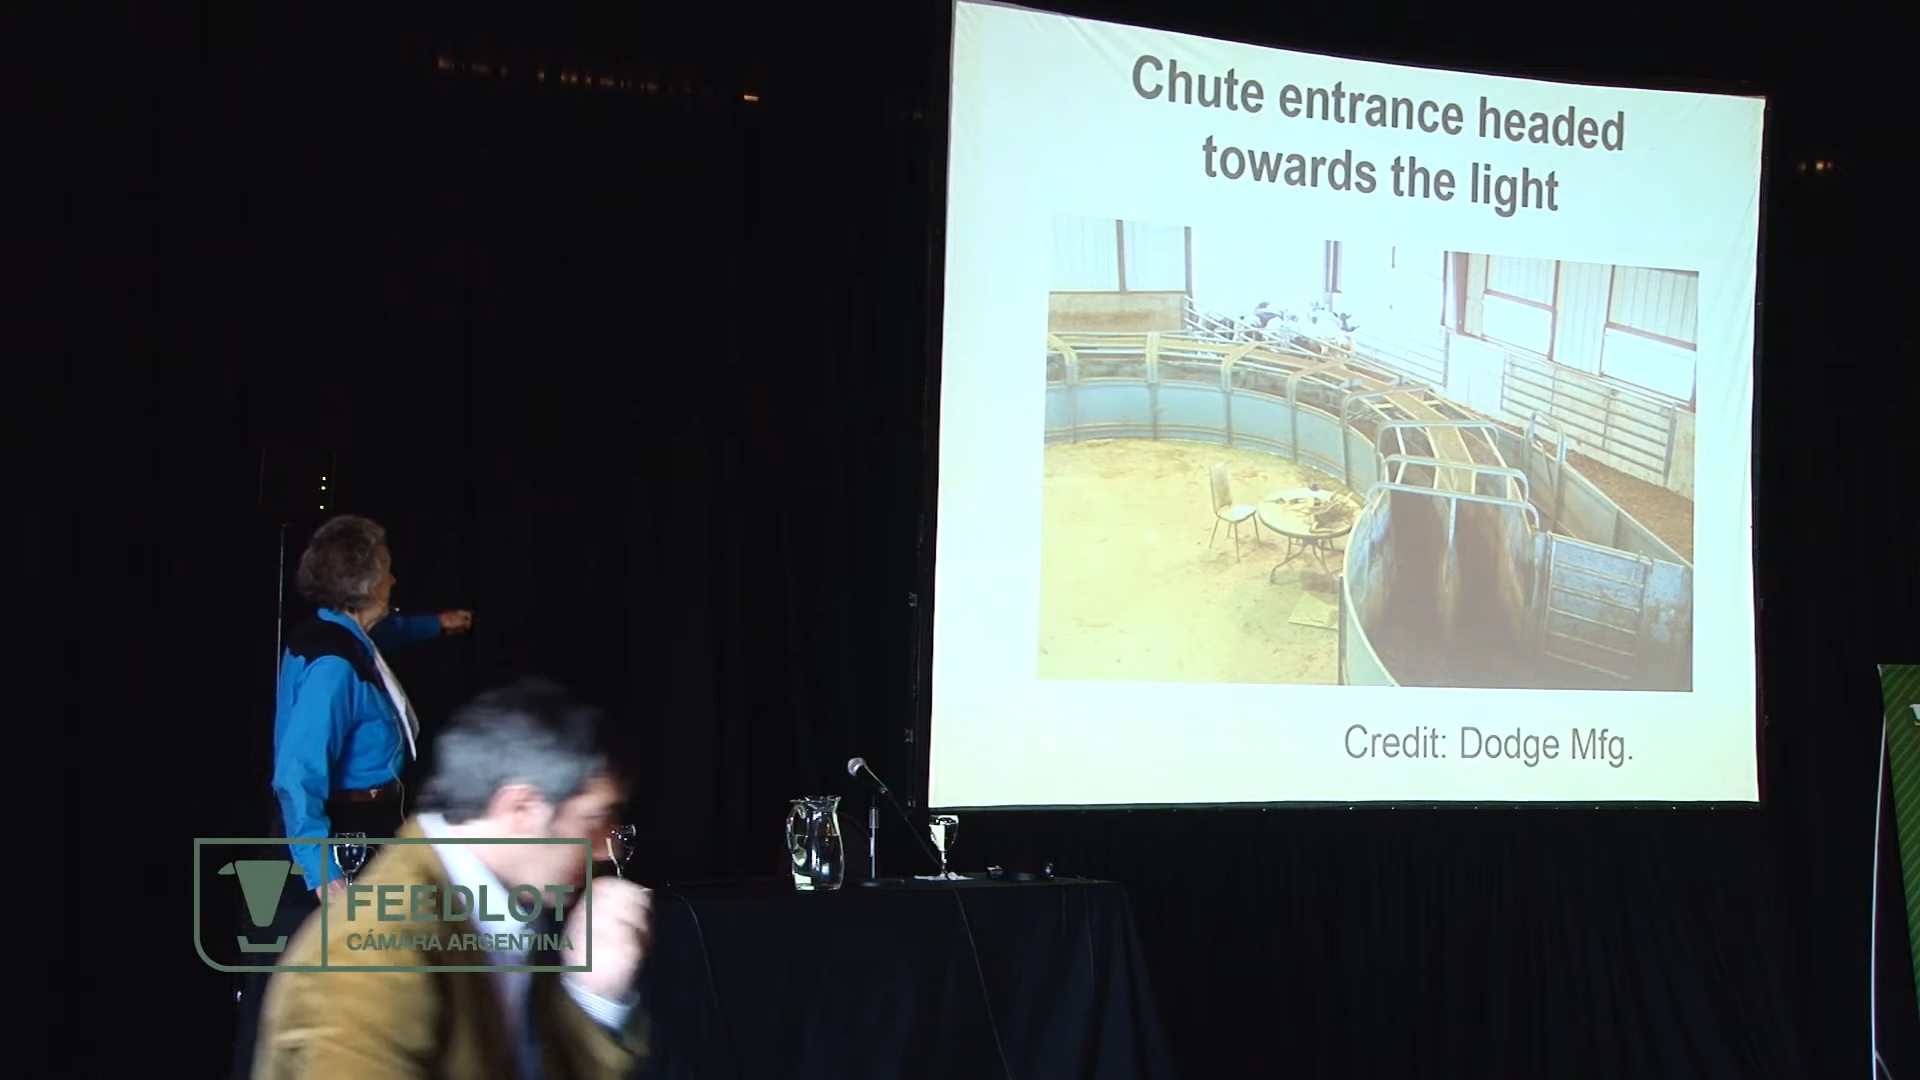 Chute entrance headed
towards the light
Credit: Dodge Mfg.
FEEDLOT
CÁMARA ARGENTINA